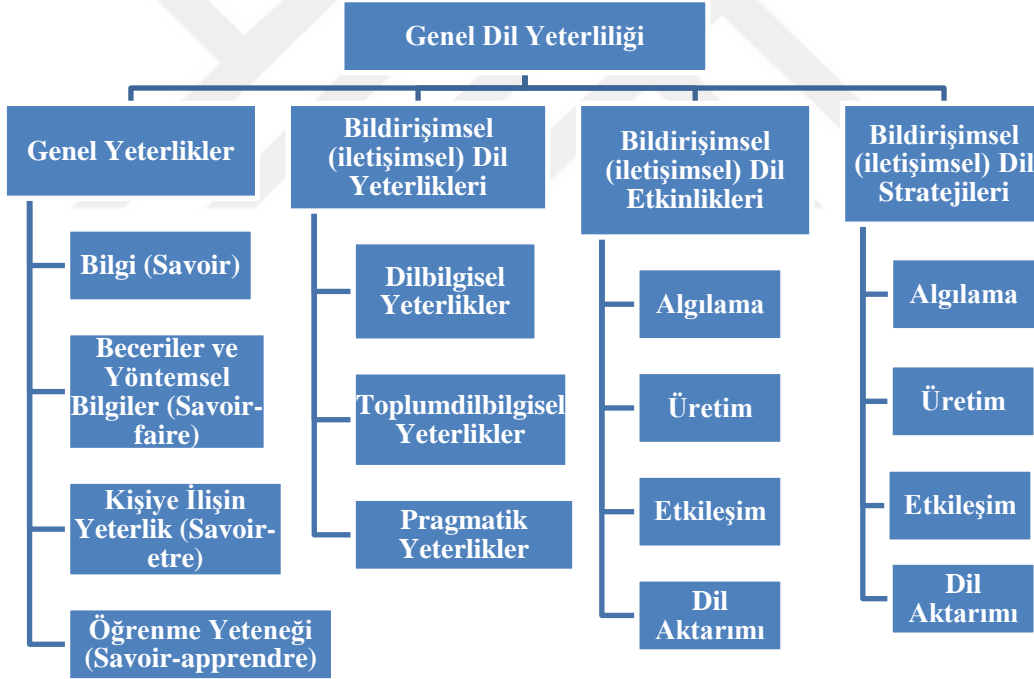 Genel Dil Yeterliliği
Genel Yeterlikler
Bilgi (Savoir)
Beceriler ve
Yöntemsel
Bilgiler (Savoir-
faire)
Kişiye İlişin
Yeterlik (Savoir-
etre)
Öğrenme Yeteneği
(Savoir-apprendre)
Bildirişimsel
(iletişimsel) Dil
Yeterlikleri
Dilbilgisel
Yeterlikler
Toplumdilbilgisel
Yeterlikler
Pragmatik
Yeterlikler
Bildirişimsel
(iletişimsel) Dil
Etkinlikleri
Algılama
Üretim
Etkileşim
Dil
Aktarımı
Bildirişimsel
(iletişimsel) Dil
Stratejileri
Algılama
Üretim
Etkileşim
Dil
Aktarımı